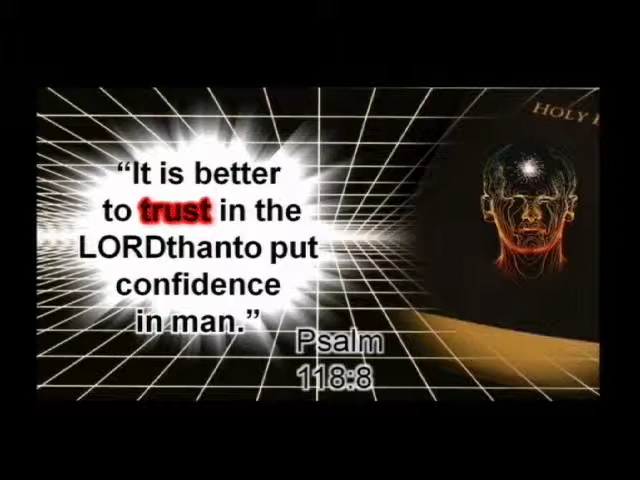 HOLY
“It is better
to trust in the
LORDthanto put
confidence
in man.”
Psalm
118:8